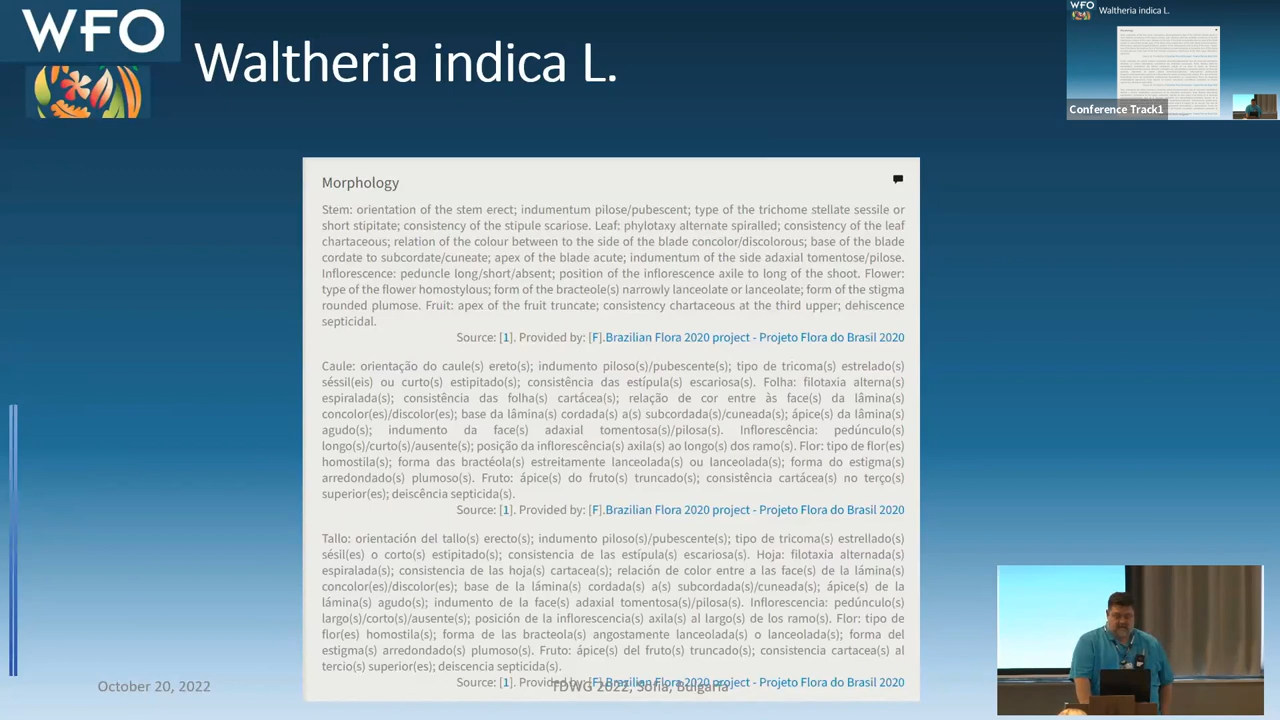 WFO
Waltheria indica L.
WFO
Waltheria indica L.
Conference Track1
Morphology
Stem: orientation of the stem erect; indumentum pilose/pubescent; type of the trichome stellate sessile or
short stipitate; consistency of the stipule scariose. Leaf: phylotaxy alternate spiralled; consistency of the leaf
chartaceous; relation of the colour between to the side of the blade concolor/discolorous; base of the blade
cordate to subcordate/cuneate; apex of the blade acute; indumentum of the side adaxial tomentose/pilose.
Inflorescence: peduncle long/short/absent; position of the inflorescence axile to long of the shoot. Flower:
type of the flower homostylous; form of the bracteole(s) narrowly lanceolate or lanceolate; form of the stigma
rounded plumose. Fruit: apex of the fruit truncate; consistency chartaceous at the third upper; dehiscence
septicidal.
Source: [1]. Provided by: [F].Brazilian Flora 2020 project - Projeto Flora do Brasil 2020
Caule: orientação do caule(s) ereto(s); indumento piloso(s)/pubescente(s); tipo de tricoma(s) estrelado(s)
séssil(eis) ou curto(s) estipitado(s); consistência das estípula(s) escariosa(s). Folha: filotaxia alterna(s)
espiralada(s); consistência das folha(s) cartácea(s); relação de cor entre às face(s) da lâmina(s)
concolor(es)/discolor(es); base da lâmina(s) cordada(s) a(s) subcordada(s)/cuneada(s); ápice(s) da lâmina(s)
agudo(s); indumento da face(s) adaxial tomentosa(s)/pilosa(s). Inflorescência: pedúnculo(s)
longo(s)/curto(s)/ausente(s); posição da inflorescência(s) axila(s) ao longo(s) dos ramo(s). Flor: tipo de flor(es)
homostila(s); forma das bractéola(s) estreitamente lanceolada(s) ou lanceolada(s); forma do estigma(s)
arredondado(s) plumoso(s). Fruto: ápice(s) do fruto(s) truncado(s); consistência cartácea(s) no terço(s)
superior(es); deiscência septicida(s).
Source: [1]. Provided by: [F].Brazilian Flora 2020 project - Projeto Flora do Brasil 2020
Tallo: orientación del tallo(s) erecto(s); indumento piloso(s)/pubescente(s); tipo de tricoma(s) estrellado(s)
sésil(es) o corto(s) estipitado(s); consistencia de las estípula(s) escariosa(s). Hoja: filotaxia alternada(s)
espiralada(s); consistencia de las hoja(s) cartacea(s); relación de color entre a las face(s) de la lámina(s)
concolor(es)/discolor(es); base de la lámina(s) cordada(s) a(s) subcordada(s)/cuneada(s); ápice(s) de la
lámina(s) agudo(s); indumento de la face(s) adaxial tomentosa(s)/pilosa(s). Inflorescencia: pedúnculo(s)
largo(s)/corto(s)/ausente(s); posición de la inflorescencia(s) axila(s) al largo(s) de los ramo(s). Flor: tipo de
flor(es) homostila(s); forma de las bracteola(s) angostamente lanceolada(s) o lanceolada(s); forma del
estigma(s) arredondado(s) plumoso(s). Fruto: ápice(s) del fruto(s) truncado(s); consistencia cartacea(s) al
tercio(s) superior(es); deiscencia septicida(s).
Source: [1]. Provided by: [F].Brazilian Flora 2020 project - Projeto Flora do Brasil 2020
October 20, 2022
TDWG 2022, Sofia, Bulgaria